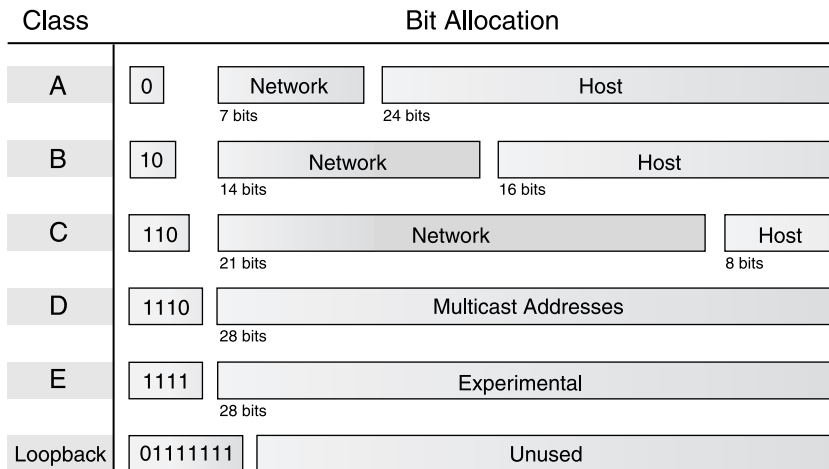 Class Bit Allocation
A 0 Network Host
7 bits 24 bits
B 10 Network Host
14 bits 16 bits
C 110 Network Host
21 bits 8 bits
D 1110 Multicast Addresses
28 bits
E 1111 Experimental
28 bits
Loopback 01111111 Unused